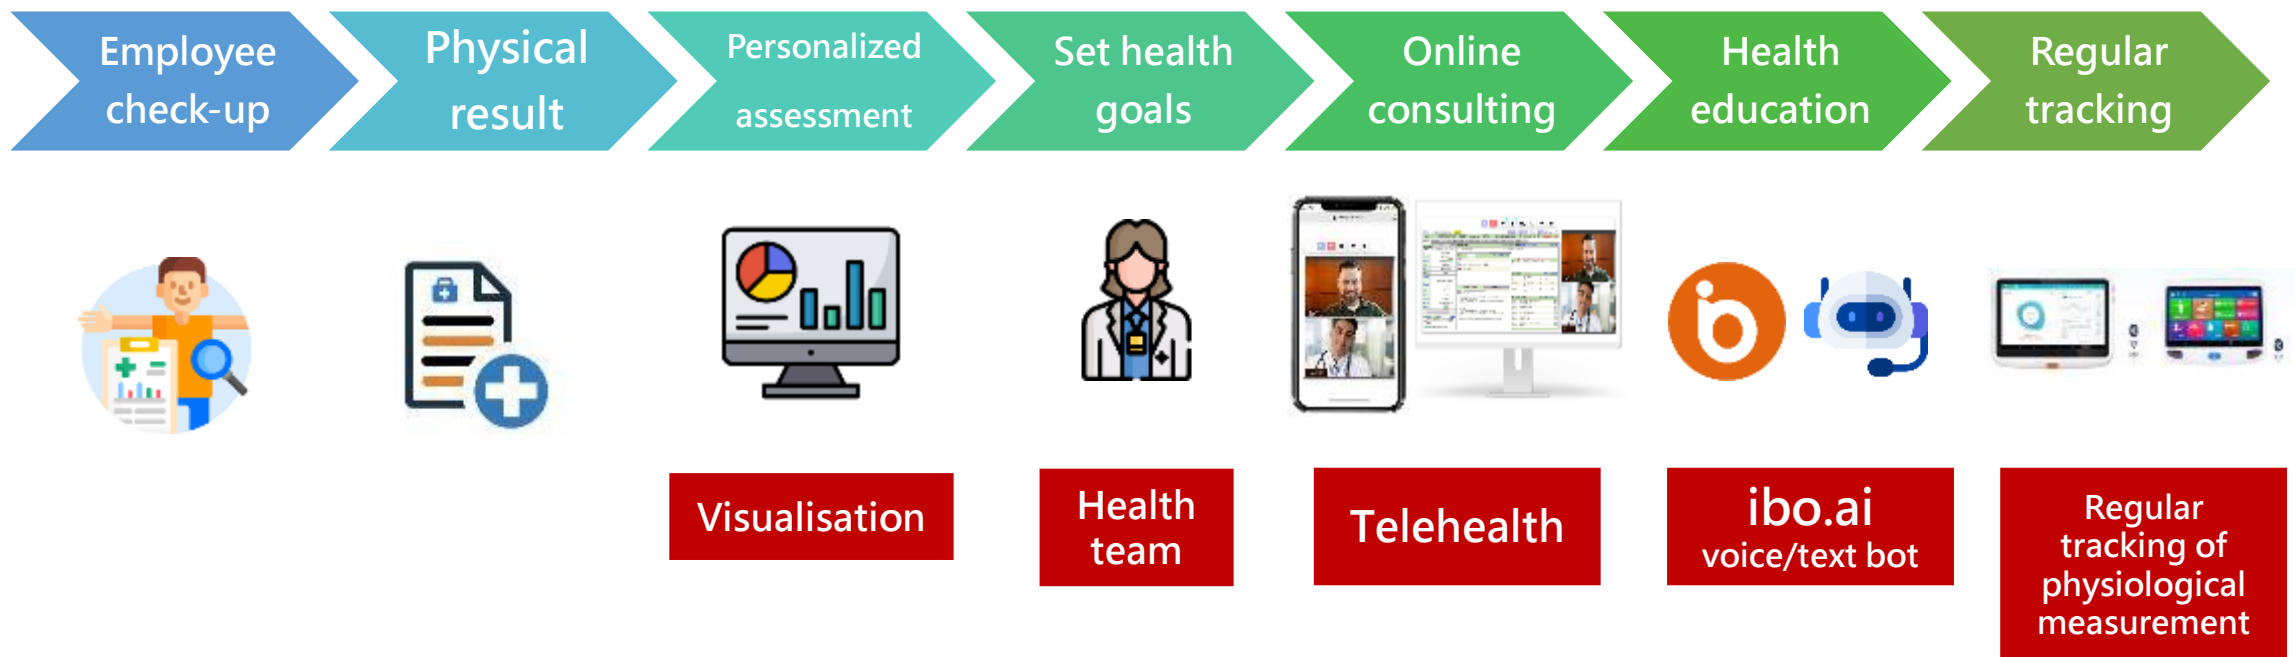 Employee
check-up
Physical
result
Personalized
assessment
Set health
goals
Online
consulting
Health
education
Regular
tracking
Visualisation
Health
team
Telehealth
ibo.ai
voice/text bot
Regular
tracking of
physiological
measurement